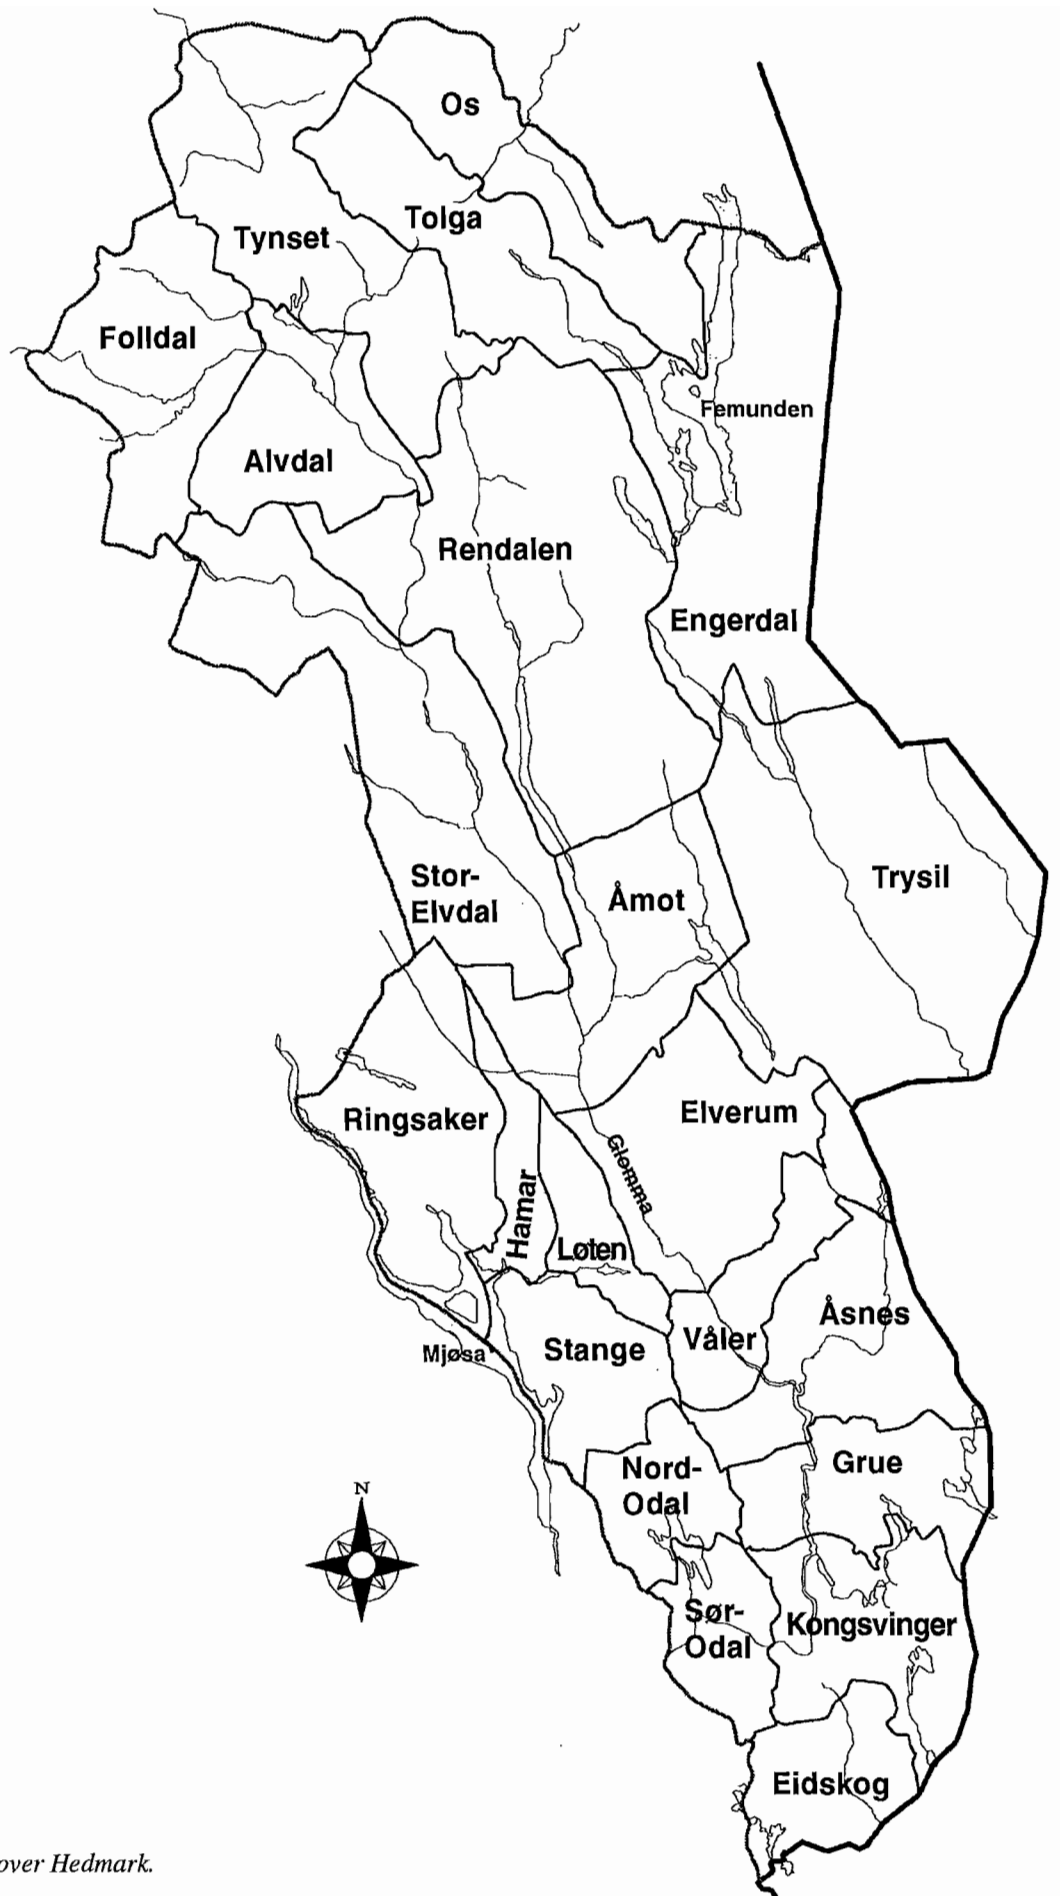 Os
Tolga
Tynset
Folldal
Femunden
Alvdal
Rendalen
Engerdal
Stor-
Elvdal
Åmot
Trysil
Ringsaker
Elverum
Glomma
Hamar
Løten
Åsnes
Våler
Stange
Mjøsa
Grue
Nord-
Odal
N
Sør-
Odal
Kongsvinger
Eidskog
over Hedmark.